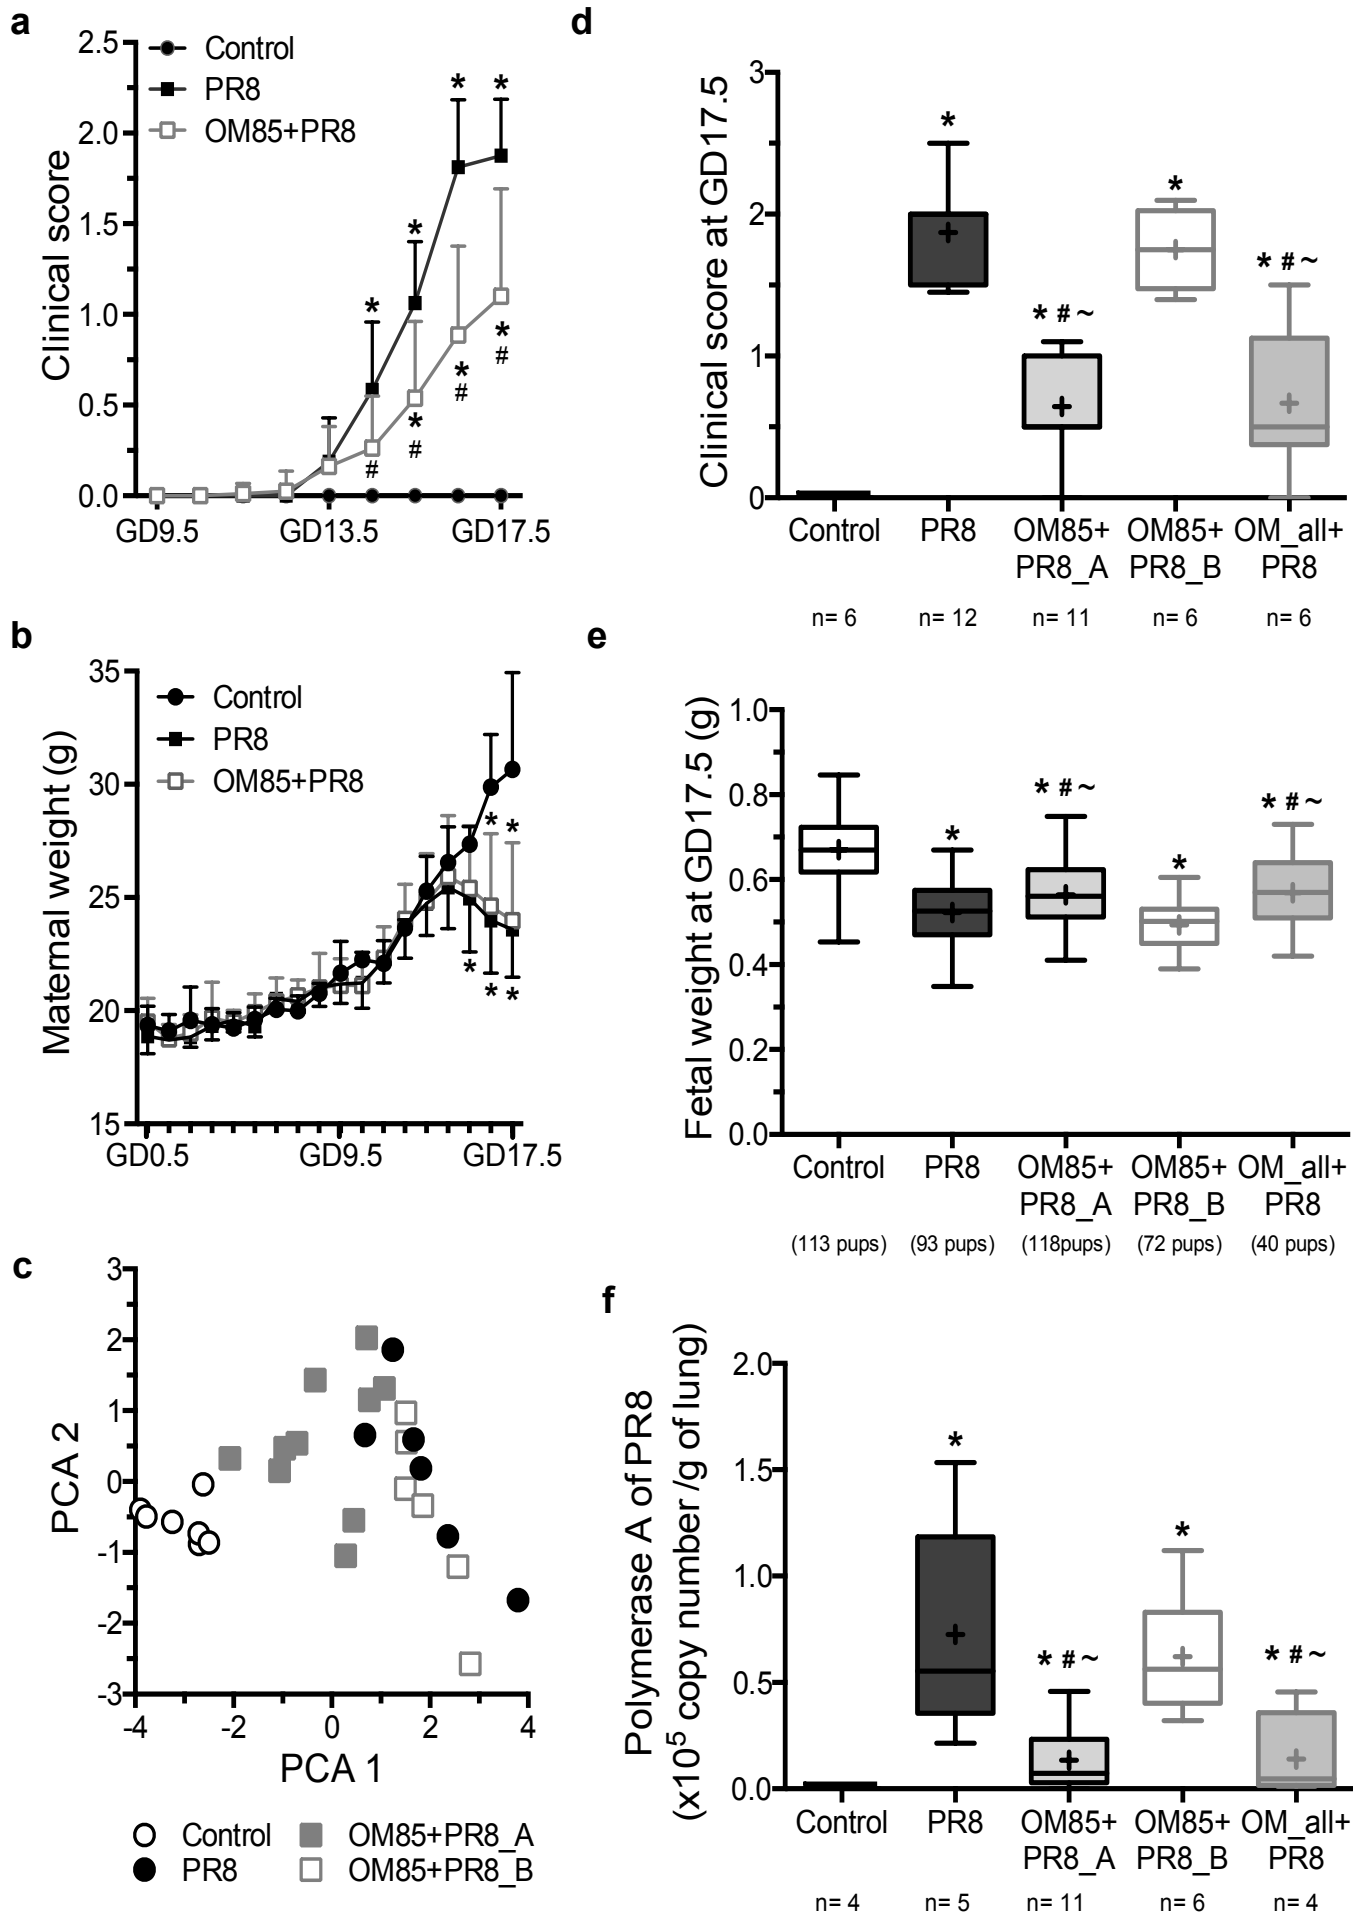 a
2.5
2.0
1.5
1.0
0.5
0.0
Clinical score
Control
PR8
OM85+PR8
* *
*
*
*
#
*
#
*
#
#
GD9.5 GD13.5 GD17.5
b
35
30
25
20
15
Maternal weight (g)
Control
PR8
OM85+PR8
* *
*
* *
GD0.5 GD9.5 GD17.5
c
3
2
1
0
-1
-2
-3
PCA 2
-4 -2 0 2 4
PCA 1
Control OM85+PR8_A
PR8 OM85+PR8_B
d
3
2
1
0
Clinical score at GD17.5
*
* # ~
*
* # ~
Control PR8 OM85+ OM85+ OM_all+
PR8_A PR8_B PR8
n= 6 n= 12 n= 11 n= 6 n= 6
e
1.0
0.8
0.6
0.4
0.2
0.0
Fetal weight at GD17.5 (g)
*
* # ~
*
* # ~
Control PR8 OM85+ OM85+ OM_all+
PR8_A PR8_B PR8
(113 pups) (93 pups) (118pups) (72 pups) (40 pups)
f
2.0
1.5
1.0
0.5
0.0
Polymerase A of PR8
(x10⁵ copy number /g of lung)
*
* # ~
*
* # ~
Control PR8 OM85+ OM85+ OM_all+
PR8_A PR8_B PR8
n= 4 n= 5 n= 11 n= 6 n= 4